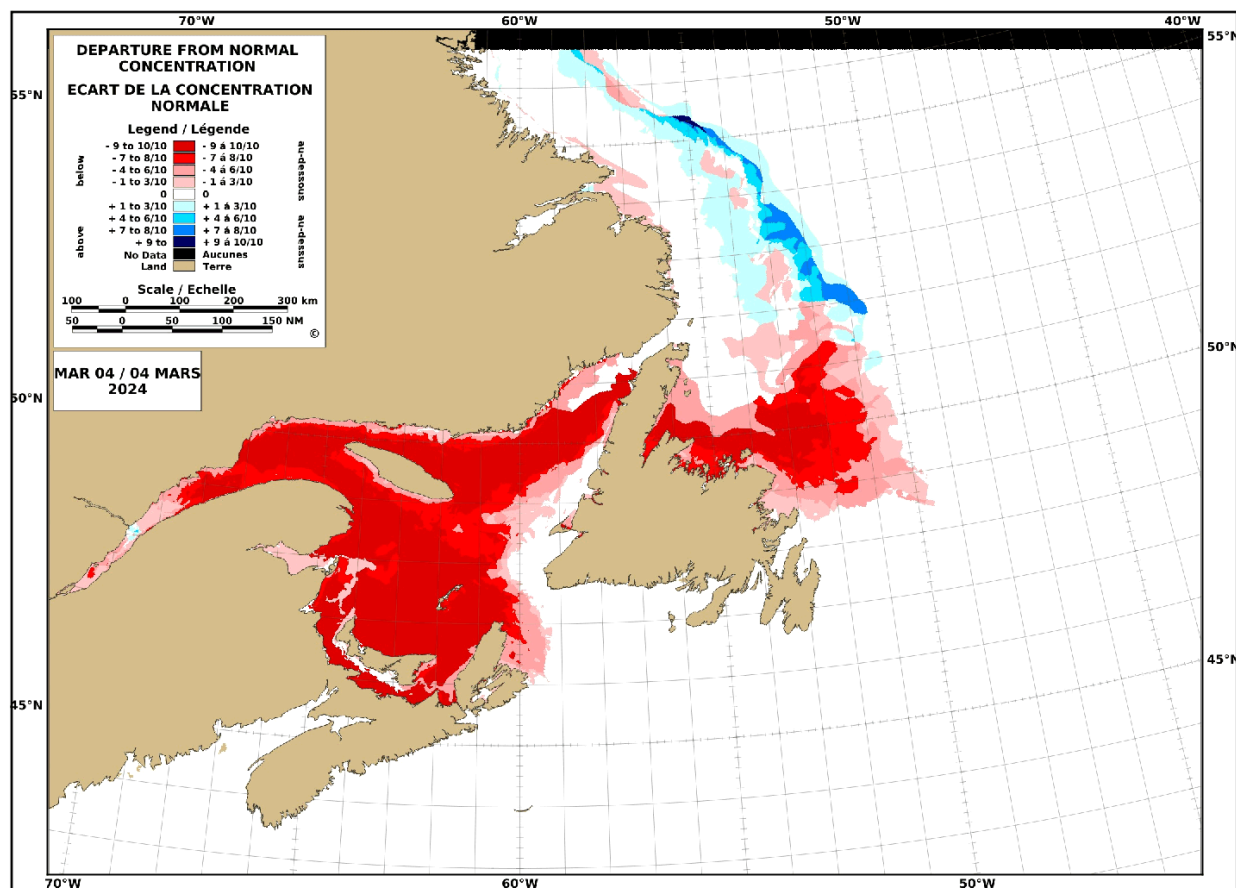 70°W 60°W 50°W 40°W
DEPARTURE FROM NORMAL
CONCENTRATION
ECART DE LA CONCENTRATION
NORMALE
Legend / Légende
below
above
- 9 to 10/10 - 9 á 10/10
- 7 to 8/10 - 7 á 8/10
- 4 to 6/10 - 4 á 6/10
- 1 to 3/10 - 1 á 3/10
0 0
+ 1 to 3/10 + 1 á 3/10
+ 4 to 6/10 + 4 á 6/10
+ 7 to 8/10 + 7 á 8/10
+ 9 to + 9 á 10/10
No Data Aucunes
Land Terre
au-dessous
au-dessus
Scale / Echelle
100 0 100 200 300 km
50 0 50 100 150 NM
©
MAR 04 / 04 MARS
2024
55°N
55°N
50°N
50°N
45°N
45°N
70°W 60°W 50°W